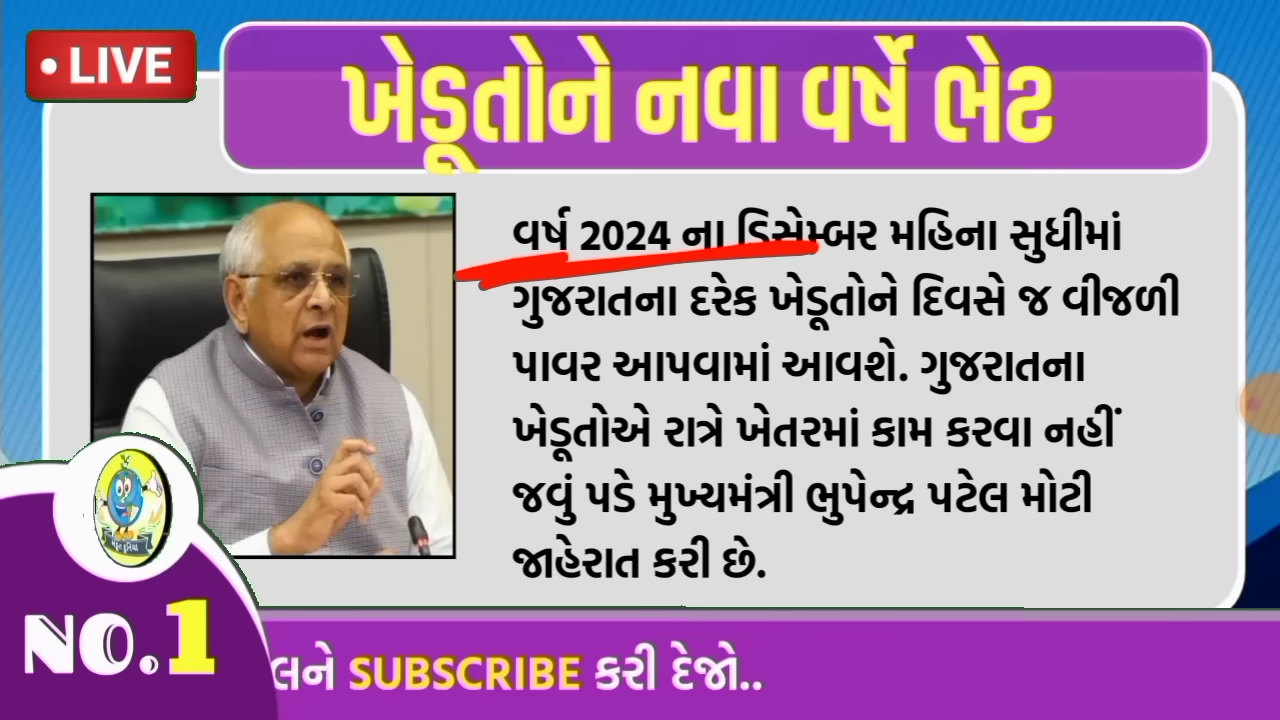 • LIVE
ખેડૂતોને નવા વર્ષે ભેટ
વર્ષ 2024 ના ડિસેમ્બર મહિના સુધીમાં
ગુજરાતના દરેક ખેડૂતોને દિવસે જ વીજળી
પાવર આપવામાં આવશે. ગુજરાતના
ખેડૂતોએ રાત્રે ખેતરમાં કામ કરવા નહીં
જવું પડે મુખ્યમંત્રી ભુપેન્દ્ર પટેલ મોટી
જાહેરાત કરી છે.
NO.1
લને SUBSCRIBE કરી દેજો..